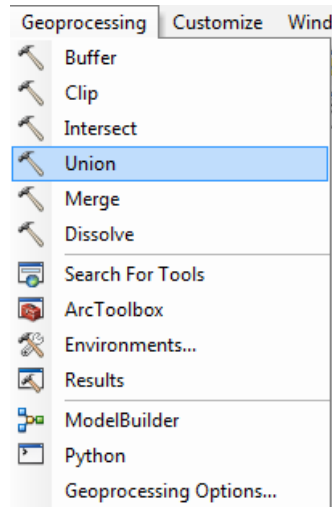 Geoprocessing Customize Wind
Buffer
Clip
Intersect
Union
Merge
Dissolve
Search For Tools
ArcToolbox
Environments...
Results
ModelBuilder
Python
Geoprocessing Options...